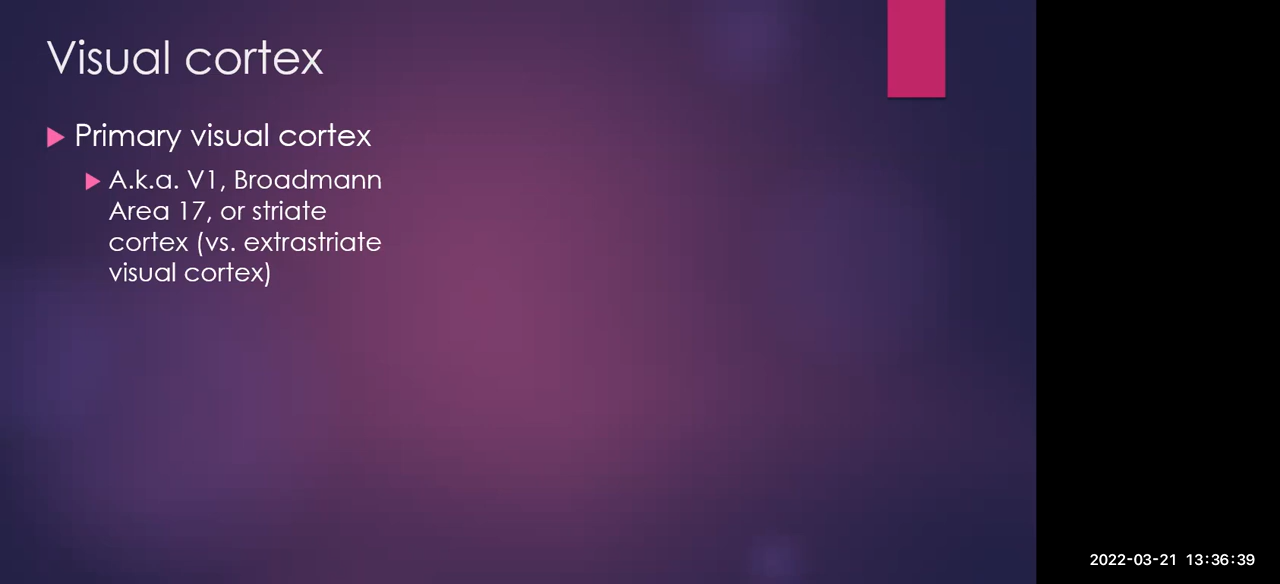 Visual cortex
Primary visual cortex
A.k.a. V1, Broadmann
Area 17, or striate
cortex (vs. extrastriate
visual cortex)
2022-03-21 13:36:39